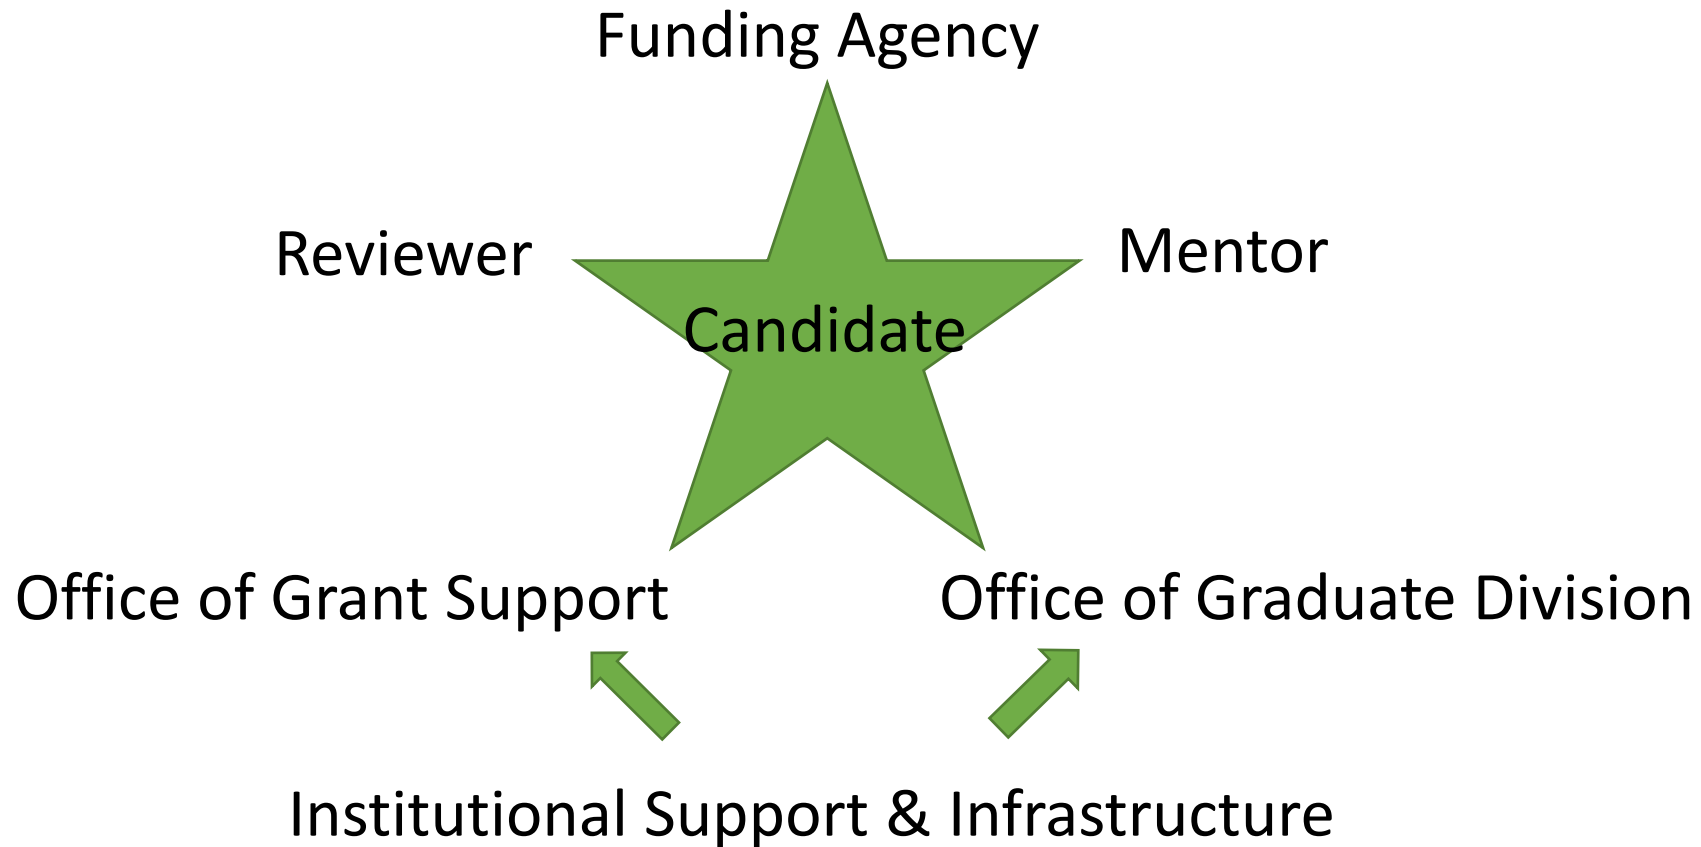 Funding Agency
Reviewer
Mentor
Candidate
Office of Grant Support
Office of Graduate Division
Institutional Support & Infrastructure